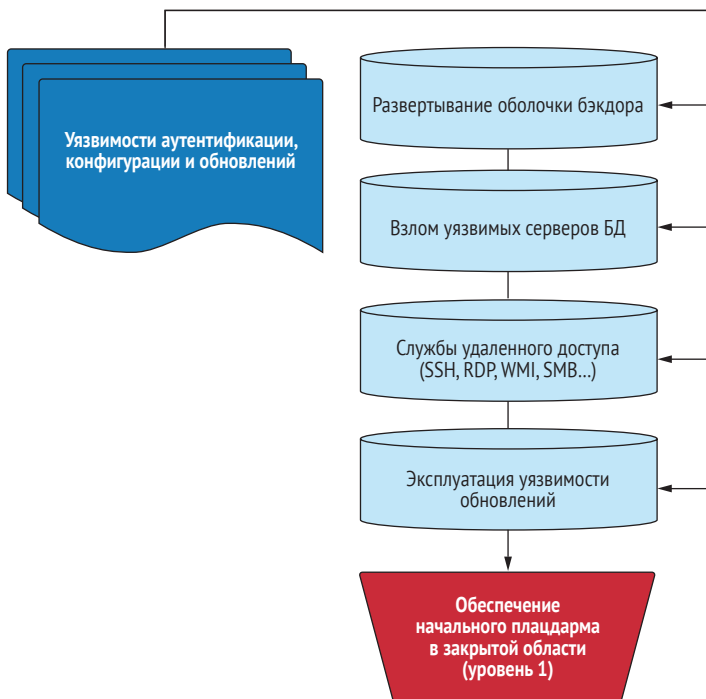 Уязвимости аутентификации,
конфигурации и обновлений
Развертывание оболочки бэкдора
Взлом уязвимых серверов БД
Службы удаленного доступа
(SSH, RDP, WMI, SMB...)
Эксплуатация уязвимости
обновлений
Обеспечение
начального плацдарма
в закрытой области
(уровень 1)